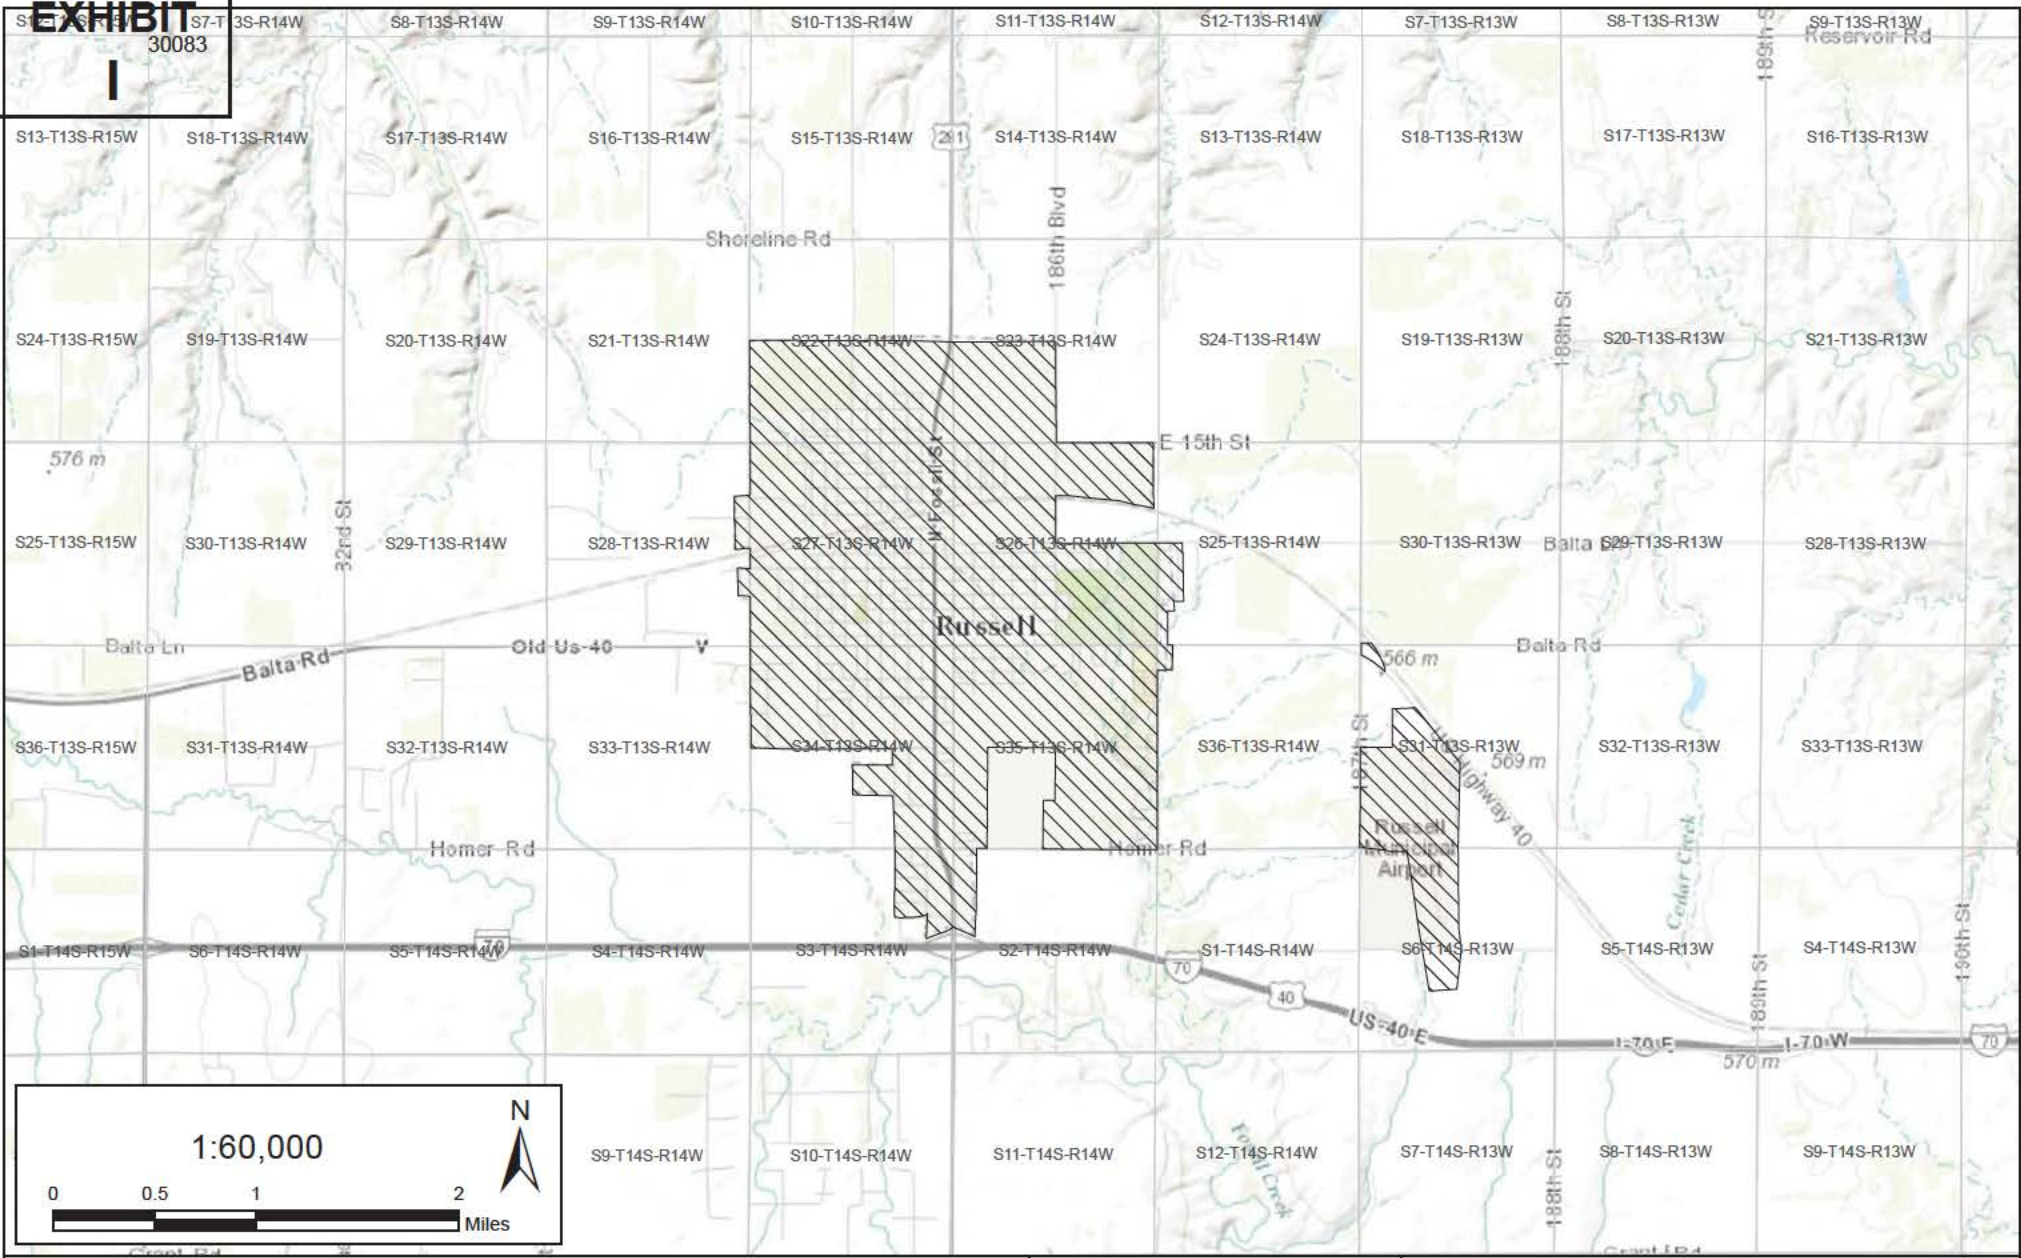 EXHIBIT
30083
I
S7-T13S-R14W
S8-T13S-R14W
S9-T13S-R14W
S10-T13S-R14W
S11-T13S-R14W
S12-T13S-R14W
S7-T13S-R13W
S8-T13S-R13W
S9-T13S-R13W
Reservoir Rd
189th S
S13-T13S-R15W
S18-T13S-R14W
S17-T13S-R14W
S16-T13S-R14W
S15-T13S-R14W
281
S14-T13S-R14W
S13-T13S-R14W
S18-T13S-R13W
S17-T13S-R13W
S16-T13S-R13W
186th Blvd
Shoreline Rd
S24-T13S-R15W
S19-T13S-R14W
S20-T13S-R14W
S21-T13S-R14W
S22-T13S-R14W
S23-T13S-R14W
S24-T13S-R14W
S19-T13S-R13W
188th St
S20-T13S-R13W
S21-T13S-R13W
E 15th St
576 m
32nd St
N Fossil St
S25-T13S-R15W
S30-T13S-R14W
S29-T13S-R14W
S28-T13S-R14W
S27-T13S-R14W
S26-T13S-R14W
S25-T13S-R14W
S30-T13S-R13W
Balta
S29-T13S-R13W
S28-T13S-R13W
Russell
Balta Ln
Balta Rd
Old Us-40
V
Balta Rd
566 m
S36-T13S-R15W
S31-T13S-R14W
S32-T13S-R14W
S33-T13S-R14W
S34-T13S-R14W
S35-T13S-R14W
S36-T13S-R14W
187th St
S31-T13S-R13W
S32-T13S-R13W
S33-T13S-R13W
569 m
Highway 40
Russell
Municipal
Airport
Homer Rd
Homer Rd
Cedar Creek
190th St
S1-T14S-R15W
S6-T14S-R14W
S5-T14S-R14W
70
S4-T14S-R14W
S3-T14S-R14W
S2-T14S-R14W
70
S1-T14S-R14W
S6-T14S-R13W
S5-T14S-R13W
189th St
S4-T14S-R13W
40
US-40 E
I-70 E
I-70 W
70
570 m
1:60,000
N
0 0.5 1 2
Miles
S9-T14S-R14W
S10-T14S-R14W
S11-T14S-R14W
S12-T14S-R14W
S7-T14S-R13W
188th St
S8-T14S-R13W
S9-T14S-R13W
Fossil Creek